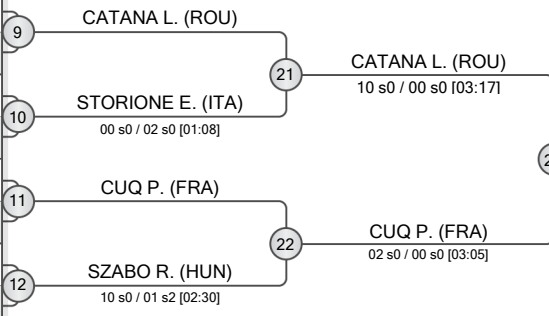 CATANA L. (ROU)
9
21
CATANA L. (ROU)
10 s0 / 00 s0 [03:17]
STORIONE E. (ITA)
10
00 s0 / 02 s0 [01:08]
2
CUQ P. (FRA)
11
22
CUQ P. (FRA)
02 s0 / 00 s0 [03:05]
SZABO R. (HUN)
12
10 s0 / 01 s2 [02:30]